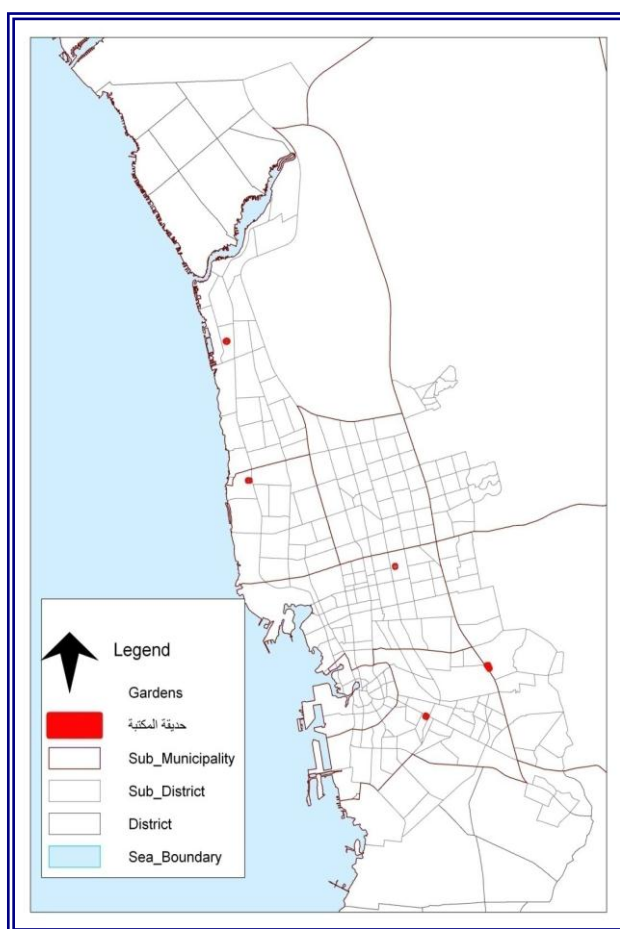 Legend
Gardens
حديقة المكتبة
Sub_Municipality
Sub_District
District
Sea_Boundary